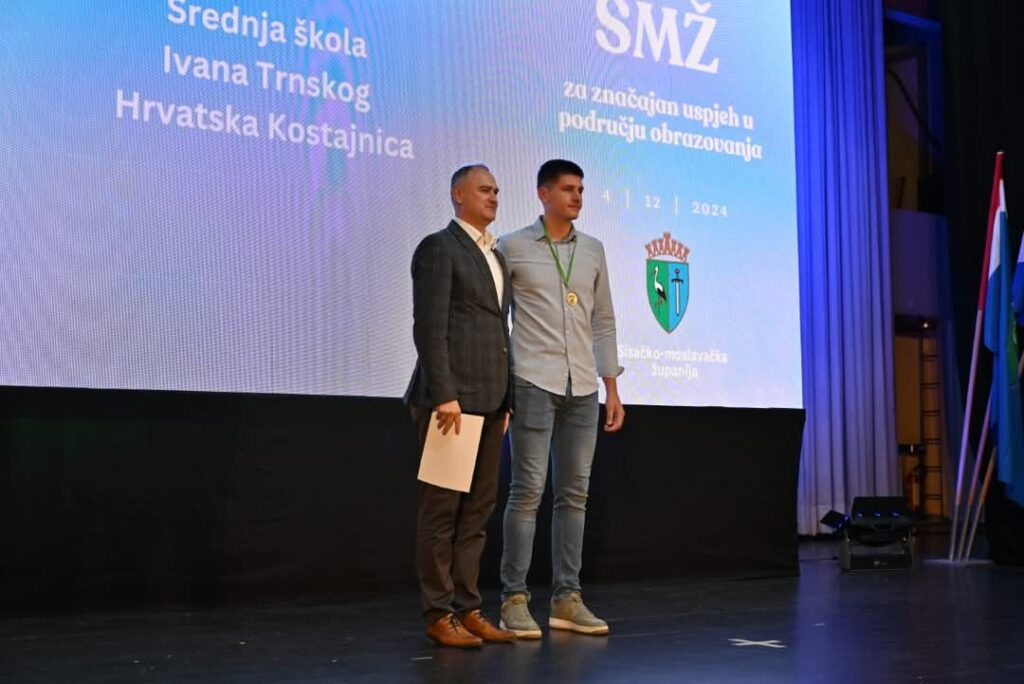 Srednja škola
Ivana Trnskog
Hrvatska Kostajnica
SMŽ
za značajan uspjeh u
području obrazovanja
4 | 12 | 2024
Sisačko-moslavačka
županija